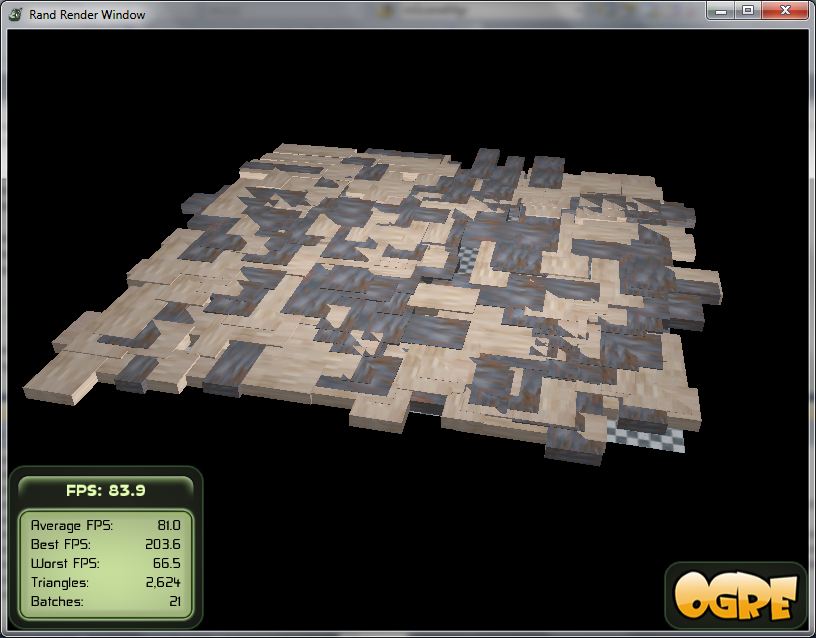 Rand Render Window
FPS: 83.9
Average FPS: 81.0
Best FPS: 203.6
Worst FPS: 66.5
Triangles: 2,624
Batches: 21
OGRE